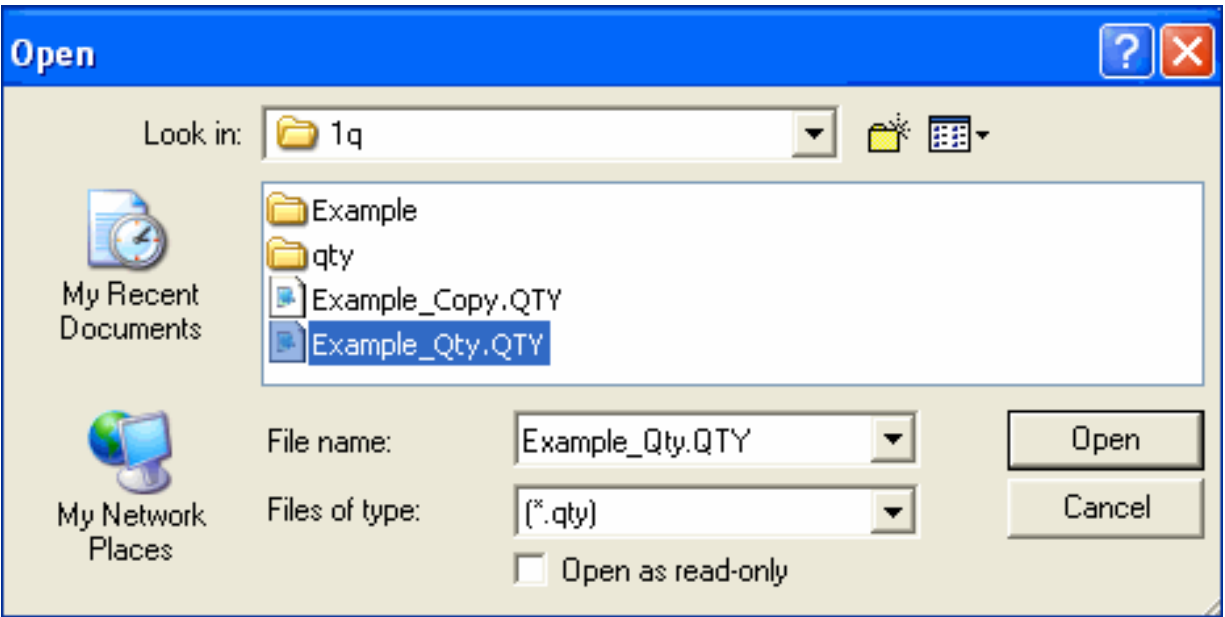 Open
Look in: 1q
Example
qty
Example_Copy.QTY
Example_Qty.QTY
My Recent
Documents
File name: Example_Qty.QTY Open
My Network
Places
Files of type: (*.qty) Cancel
Open as read-only